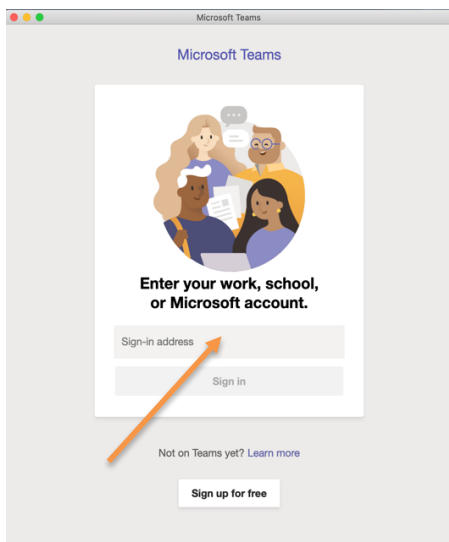 Microsoft Teams
Microsoft Teams
Enter your work, school,
or Microsoft account.
Sign-in address
Sign in
Not on Teams yet? Learn more
Sign up for free